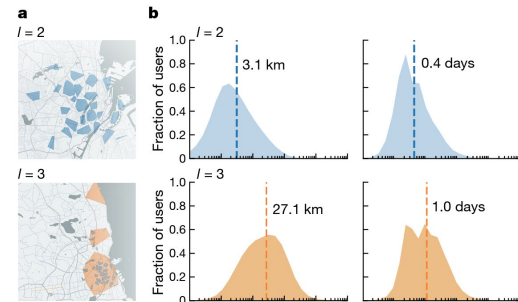 a
b
l = 2
l = 2
1.0
0.8
0.6
0.4
0.2
0
Fraction of users
3.1 km
0.4 days
l = 3
l = 3
1.0
0.8
0.6
0.4
0.2
0
Fraction of users
27.1 km
1.0 days